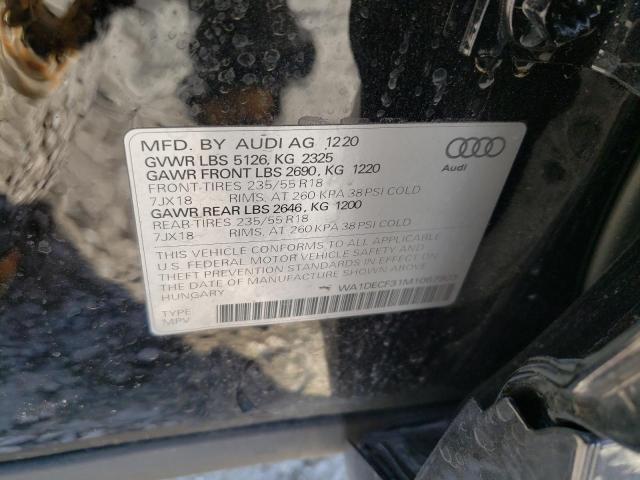 MFD. BY AUDI AG 1220
GVWR LBS 5126, KG 2325
GAWR FRONT LBS 2690, KG 1220
FRONT-TIRES 235/55 R18
7JX18 RIMS, AT 260 KPA 38 PSI COLD
GAWR REAR LBS 2646, KG 1200
REAR-TIRES 235/55 R18
7JX18 RIMS, AT 260 KPA 38 PSI COLD
THIS VEHICLE CONFORMS TO ALL APPLICABLE
U.S. FEDERAL MOTOR VEHICLE SAFETY AND
THEFT PREVENTION STANDARDS IN EFFECT ON
THE DATE OF MANUFACTURE SHOWN ABOVE
HUNGARY
TYPE
MPV
Audi